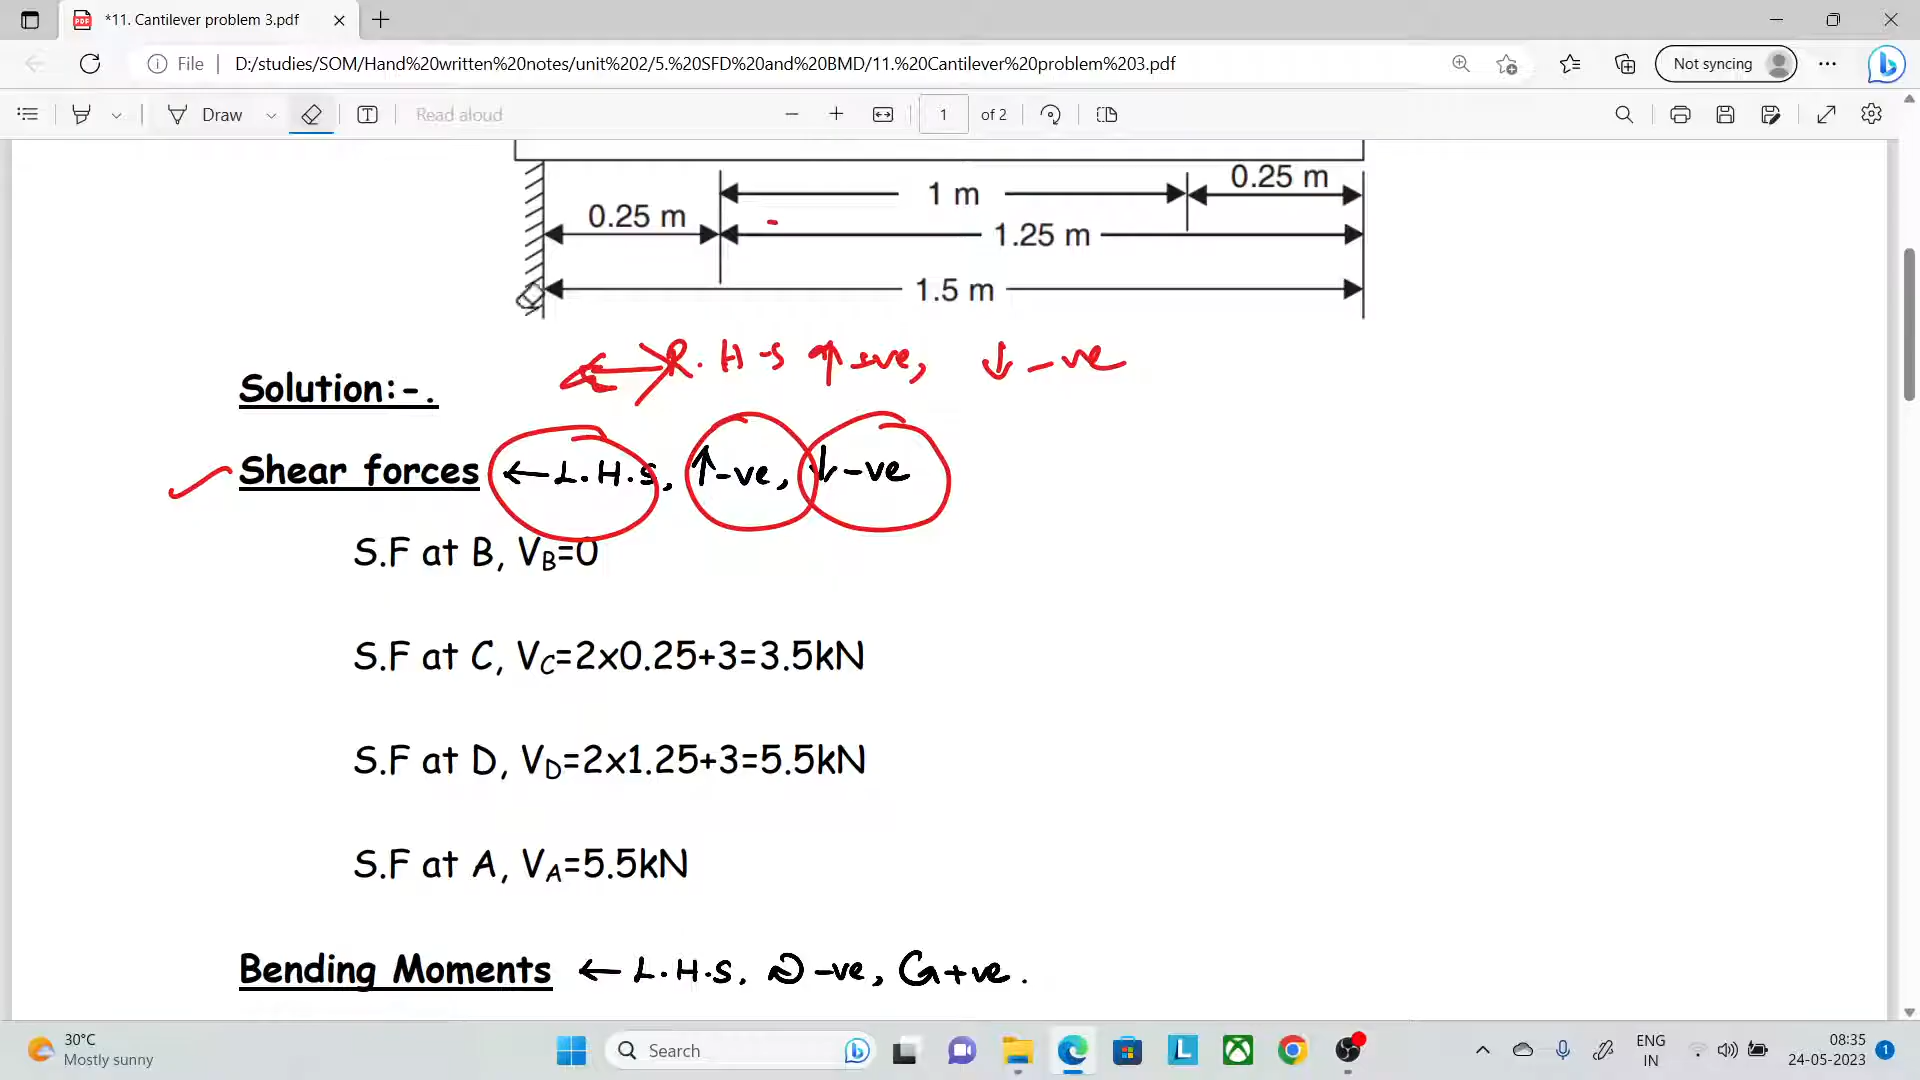 *11. Cantilever problem 3.pdf
File D:/studies/SOM/Hand%20written%20notes/unit%202/5.%20SFD%20and%20BMD/11.%20Cantilever%20problem%203.pdf Not syncing
Draw Read aloud 1 of 2
0.25 m
1 m
0.25 m
1.25 m
1.5 m
R.H.S ↑ +ve, ↓ -ve
Solution:-.
Shear forces ← L.H.S, ↑-ve, ↓-ve
S.F at B, VB=0
S.F at C, VC=2x0.25+3=3.5kN
S.F at D, VD=2x1.25+3=5.5kN
S.F at A, VA=5.5kN
Bending Moments ← L.H.S. -ve, +ve.
30°C
Mostly sunny
Search
ENG
IN
08:35
24-05-2023
1